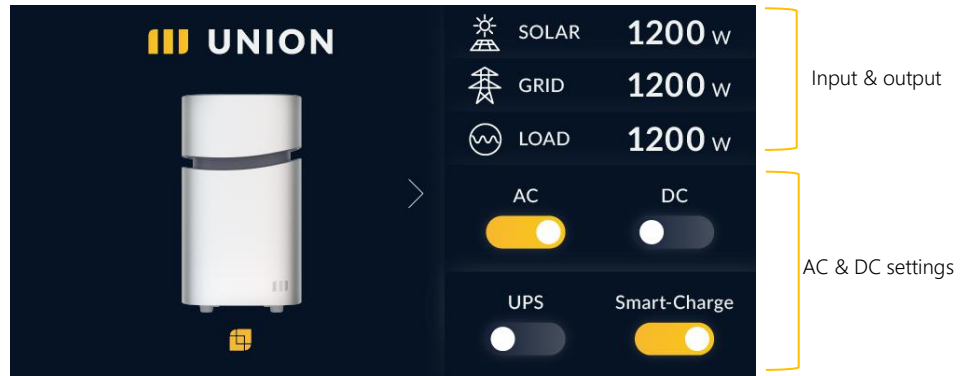 UNION
SOLAR 1200 W
GRID 1200 W
LOAD 1200 W
Input & output
AC DC
UPS Smart-Charge
AC & DC settings